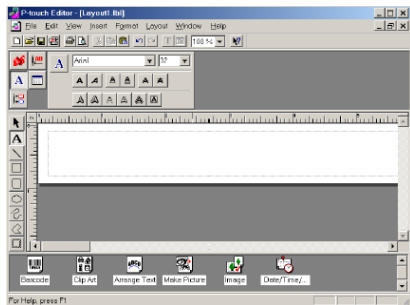 P-touch Editor - [Layout1.lbl]
File Edit View Insert Format Layout Window Help
100 %
A Arial 32
A A A A A A
A A A A A A
A
A
Barcode Clip Art Arrange Text Make Picture Image Date/Time/...
For Help, press F1